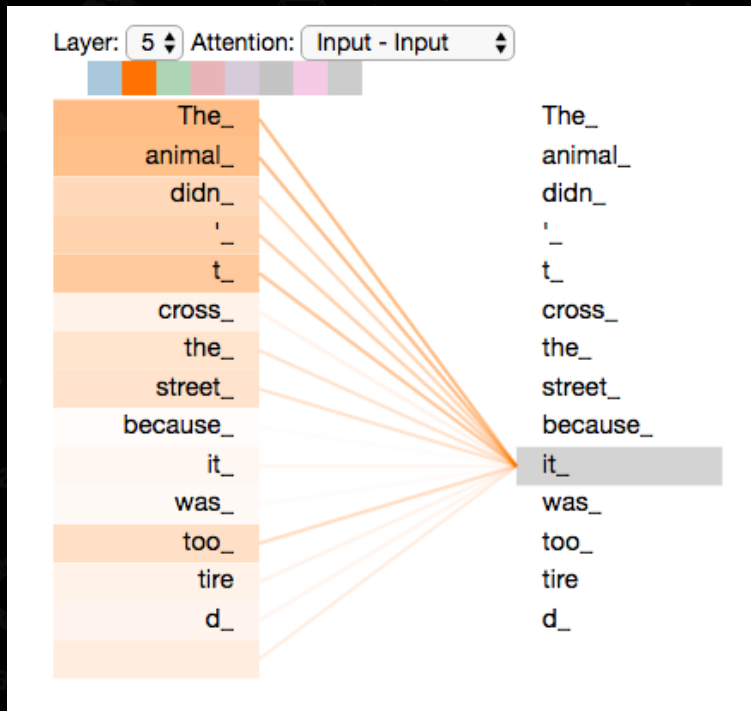 Layer: 5 Attention: Input - Input
The_ The_
animal_ animal_
didn_ didn_
'_ '_
t_ t_
cross_ cross_
the_ the_
street_ street_
because_ because_
it_ it_
was_ was_
too_ too_
tire tire
d_ d_